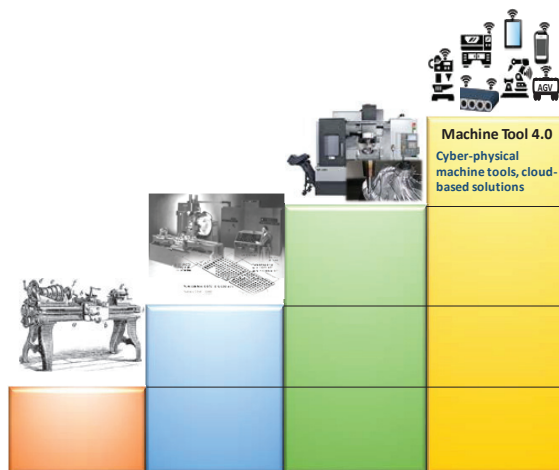 AGV
Machine Tool 4.0
Cyber-physical
machine tools, cloud-
based solutions